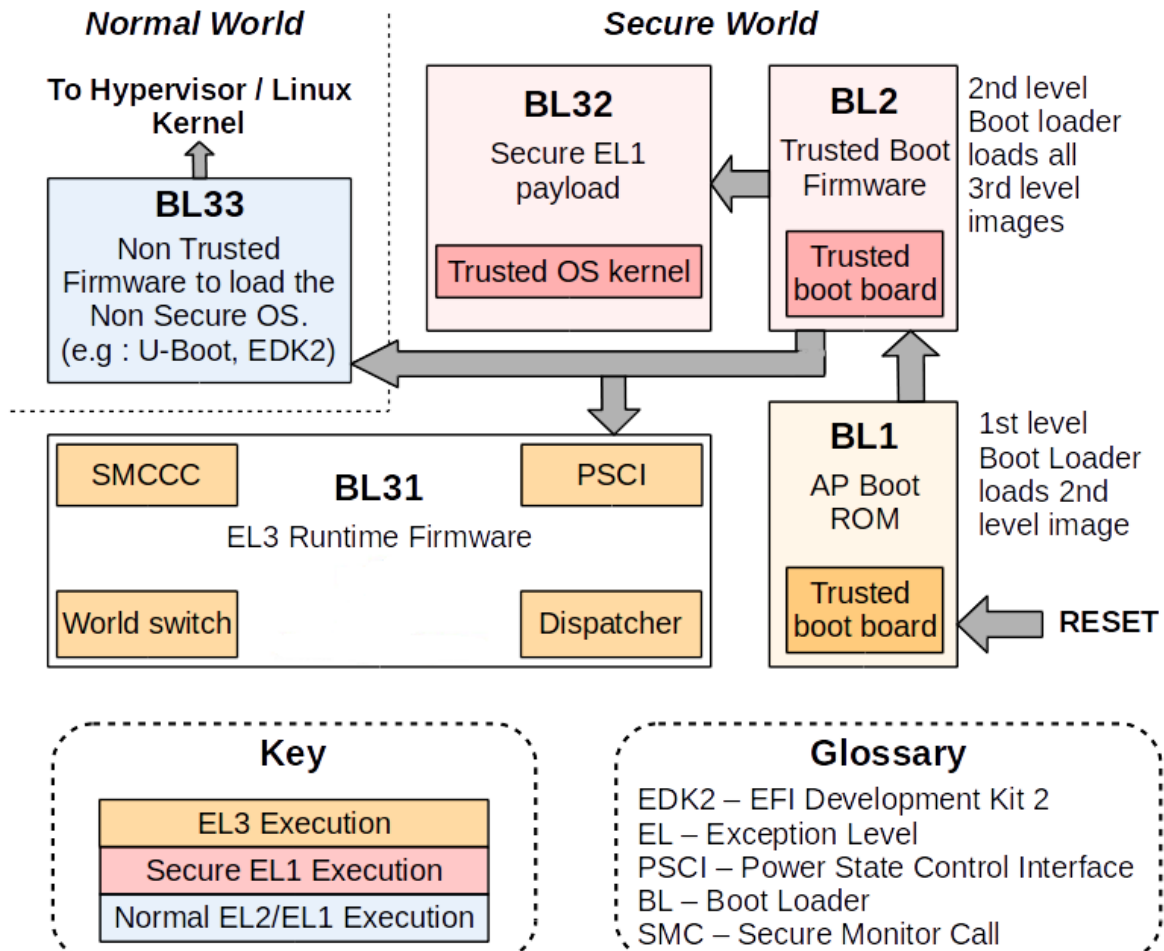 Normal World
Secure World
To Hypervisor / Linux
Kernel
BL33
Non Trusted
Firmware to load the
Non Secure OS.
(e.g : U-Boot, EDK2)
BL32
Secure EL1
payload
Trusted OS kernel
BL2
Trusted Boot
Firmware
Trusted
boot board
2nd level
Boot loader
loads all
3rd level
images
SMCCC
PSCI
BL31
EL3 Runtime Firmware
World switch
Dispatcher
BL1
AP Boot
ROM
Trusted
boot board
1st level
Boot Loader
loads 2nd
level image
RESET
Key
EL3 Execution
Secure EL1 Execution
Normal EL2/EL1 Execution
Glossary
EDK2 – EFI Development Kit 2
EL – Exception Level
PSCI – Power State Control Interface
BL – Boot Loader
SMC – Secure Monitor Call